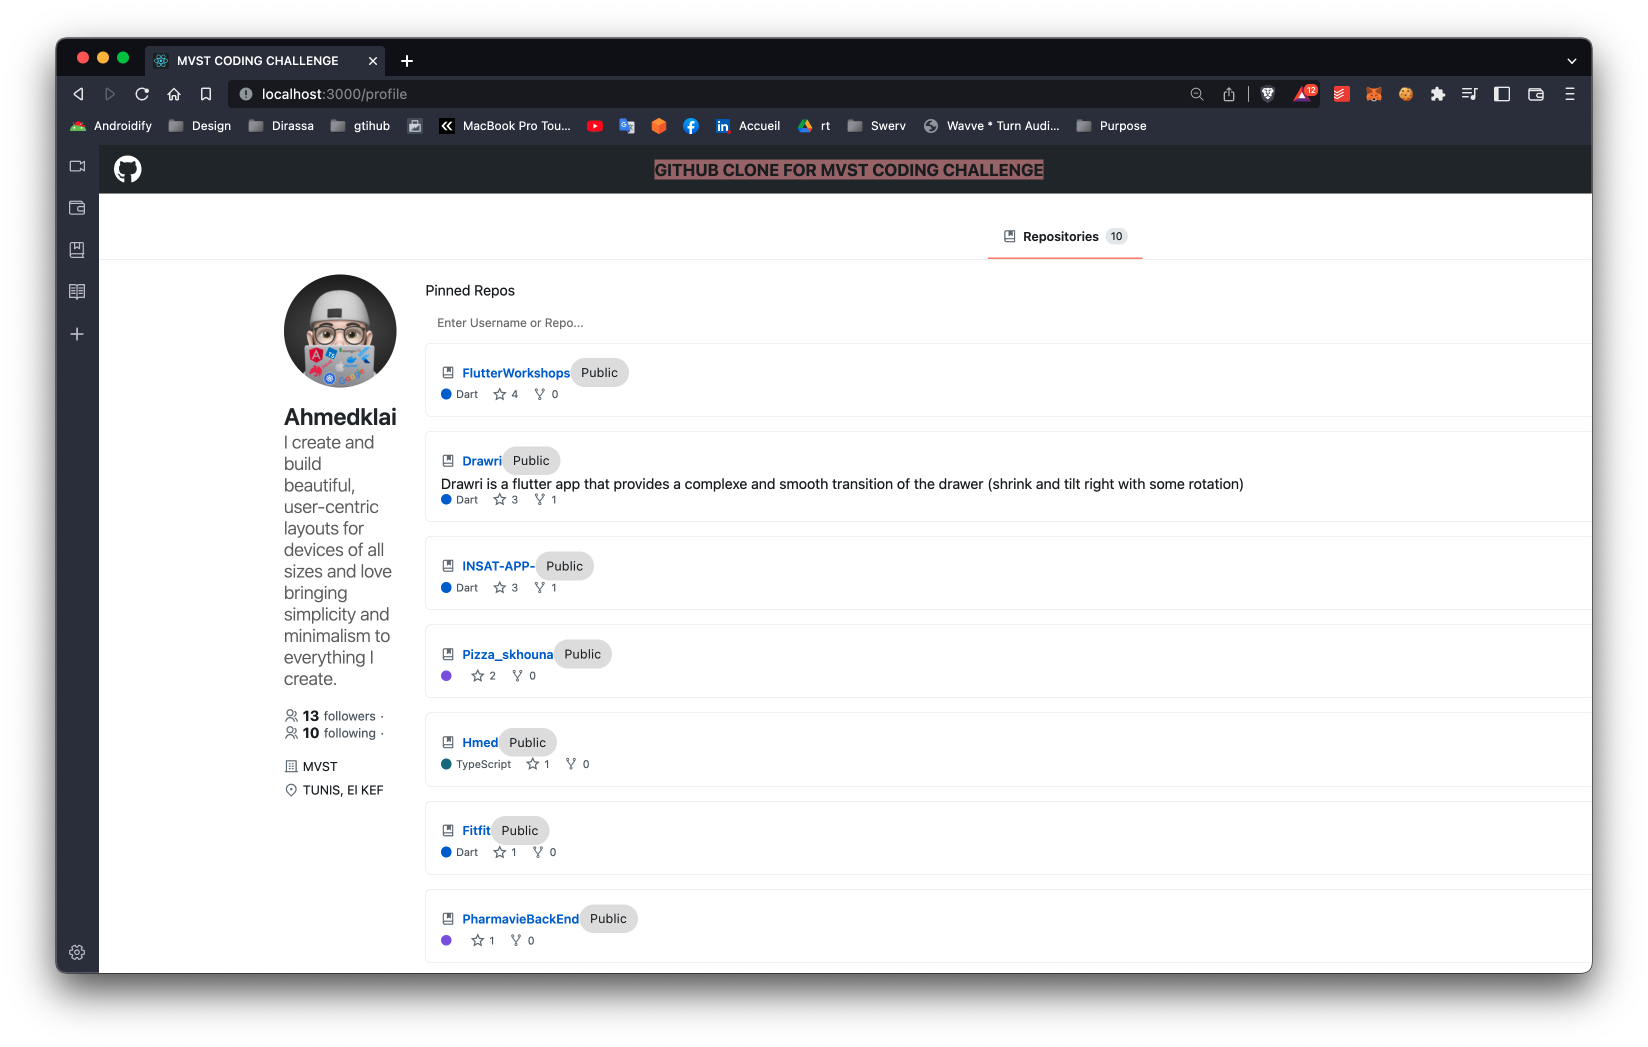 MVST CODING CHALLENGE
localhost:3000/profile
12
Androidify Design Dirassa gtihub MacBook Pro Tou... Accueil rt Swerv Wavve * Turn Audi... Purpose
GITHUB CLONE FOR MVST CODING CHALLENGE
Repositories 10
Ahmedklai
I create and
build
beautiful,
user-centric
layouts for
devices of all
sizes and love
bringing
simplicity and
minimalism to
everything I
create.
13 followers ·
10 following ·
MVST
TUNIS, El KEF
Pinned Repos
Enter Username or Repo...
FlutterWorkshops Public
Dart 4 0
Drawri Public
Drawri is a flutter app that provides a complexe and smooth transition of the drawer (shrink and tilt right with some rotation)
Dart 3 1
INSAT-APP- Public
Dart 3 1
Pizza_skhouna Public
2 0
Hmed Public
TypeScript 1 0
Fitfit Public
Dart 1 0
PharmavieBackEnd Public
1 0